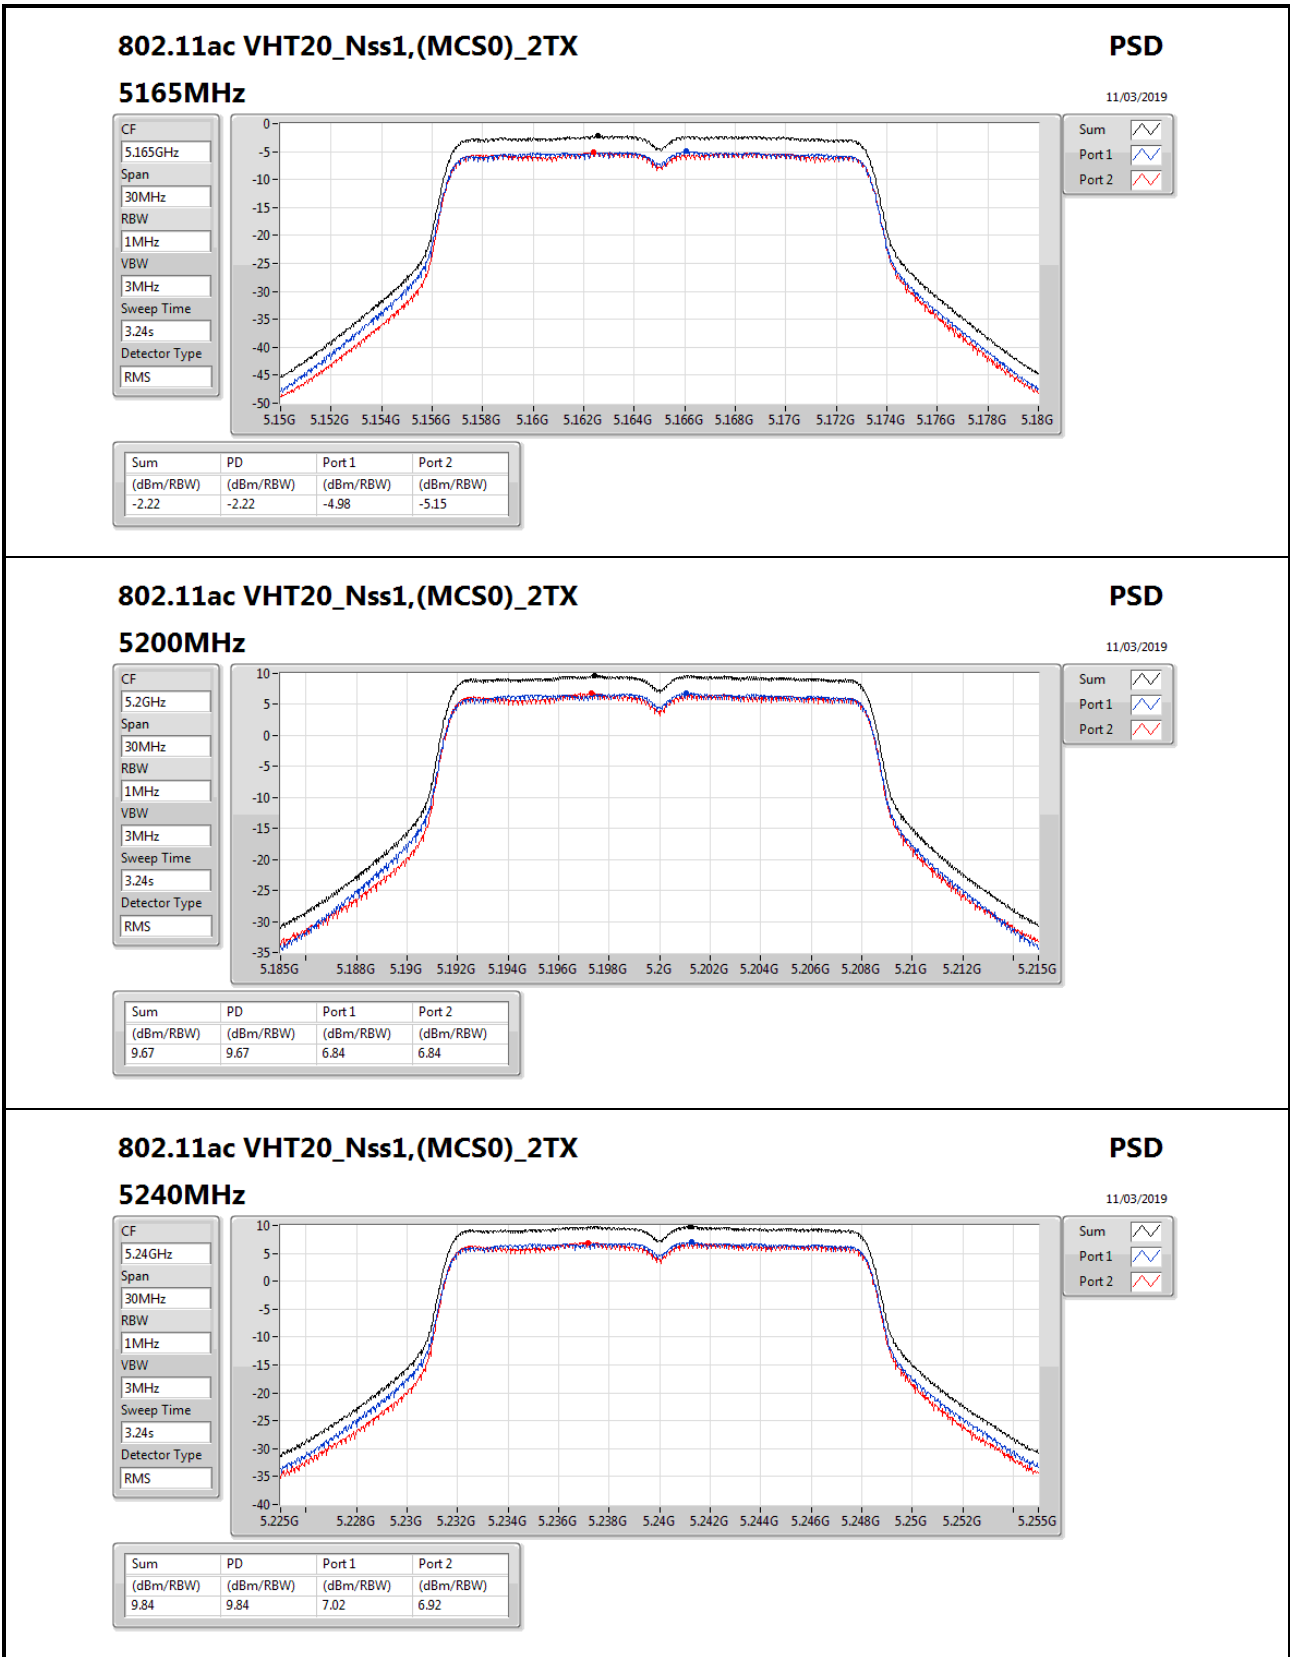 802.11ac VHT20_Nss1,(MCS0)_2TX PSD
5165MHz 11/03/2019
CF
5.165GHz
Span
30MHz
RBW
1MHz
VBW
3MHz
Sweep Time
3.24s
Detector Type
RMS
0
-5
-10
-15
-20
-25
-30
-35
-40
-45
-50
5.15G 5.152G 5.154G 5.156G 5.158G 5.16G 5.162G 5.164G 5.166G 5.168G 5.17G 5.172G 5.174G 5.176G 5.178G 5.18G
Sum
Port 1
Port 2
Sum PD Port 1 Port 2
(dBm/RBW) (dBm/RBW) (dBm/RBW) (dBm/RBW)
-2.22 -2.22 -4.98 -5.15
802.11ac VHT20_Nss1,(MCS0)_2TX PSD
5200MHz 11/03/2019
CF
5.2GHz
Span
30MHz
RBW
1MHz
VBW
3MHz
Sweep Time
3.24s
Detector Type
RMS
10
5
0
-5
-10
-15
-20
-25
-30
-35
5.185G 5.188G 5.19G 5.192G 5.194G 5.196G 5.198G 5.2G 5.202G 5.204G 5.206G 5.208G 5.21G 5.212G 5.215G
Sum
Port 1
Port 2
Sum PD Port 1 Port 2
(dBm/RBW) (dBm/RBW) (dBm/RBW) (dBm/RBW)
9.67 9.67 6.84 6.84
802.11ac VHT20_Nss1,(MCS0)_2TX PSD
5240MHz 11/03/2019
CF
5.24GHz
Span
30MHz
RBW
1MHz
VBW
3MHz
Sweep Time
3.24s
Detector Type
RMS
10
5
0
-5
-10
-15
-20
-25
-30
-35
-40
5.225G 5.228G 5.23G 5.232G 5.234G 5.236G 5.238G 5.24G 5.242G 5.244G 5.246G 5.248G 5.25G 5.252G 5.255G
Sum
Port 1
Port 2
Sum PD Port 1 Port 2
(dBm/RBW) (dBm/RBW) (dBm/RBW) (dBm/RBW)
9.84 9.84 7.02 6.92